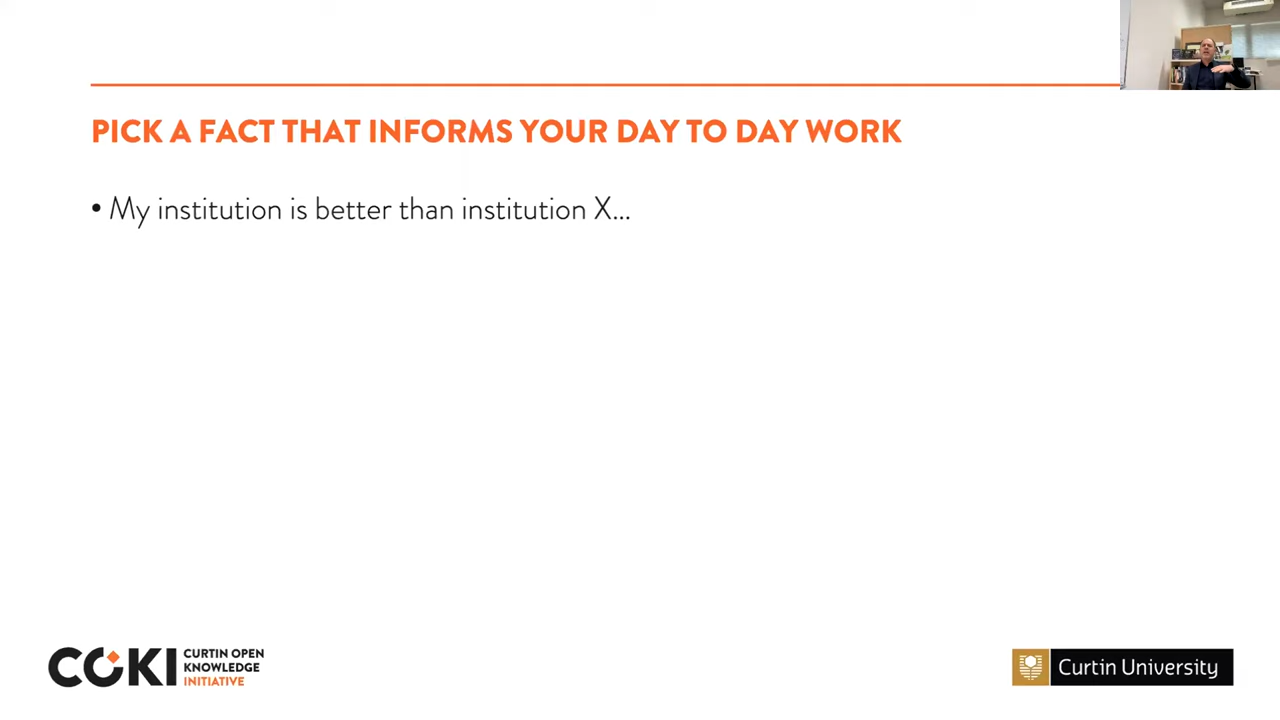 PICK A FACT THAT INFORMS YOUR DAY TO DAY WORK
• My institution is better than institution X...
COKI
CURTIN OPEN
KNOWLEDGE
INITIATIVE
Curtin University